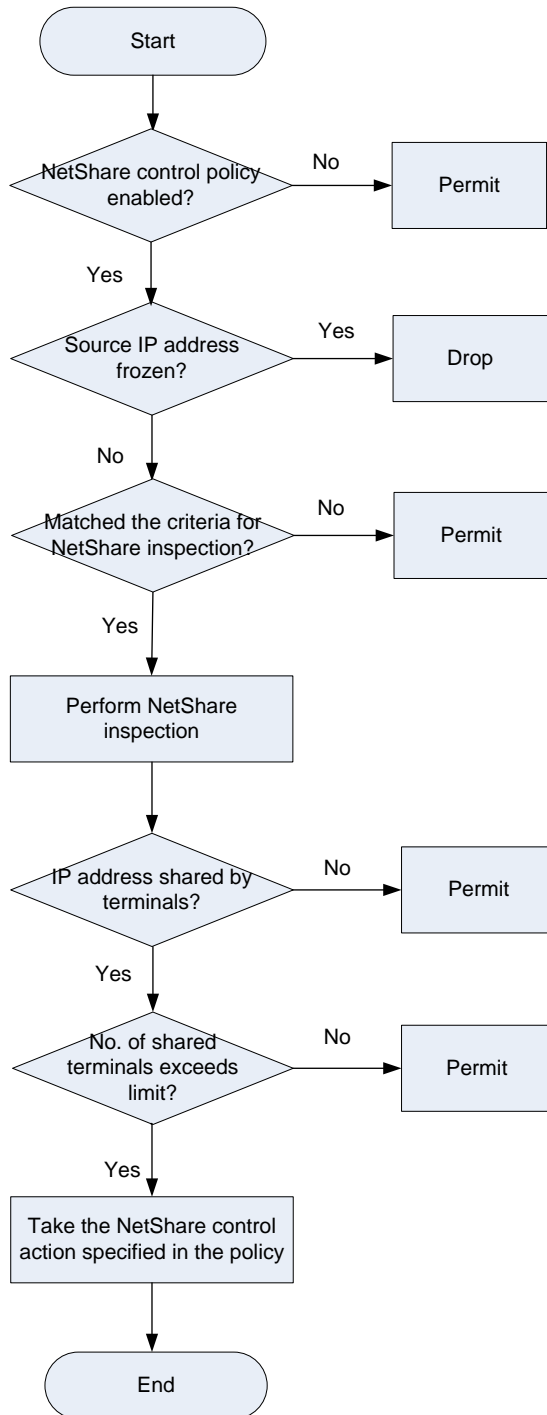 Start
NetShare control policy
enabled?
No
Permit
Yes
Source IP address
frozen?
Yes
Drop
No
Matched the criteria for
NetShare inspection?
No
Permit
Yes
Perform NetShare
inspection
IP address shared by
terminals?
No
Permit
Yes
No. of shared
terminals exceeds
limit?
No
Permit
Yes
Take the NetShare control
action specified in the policy
End